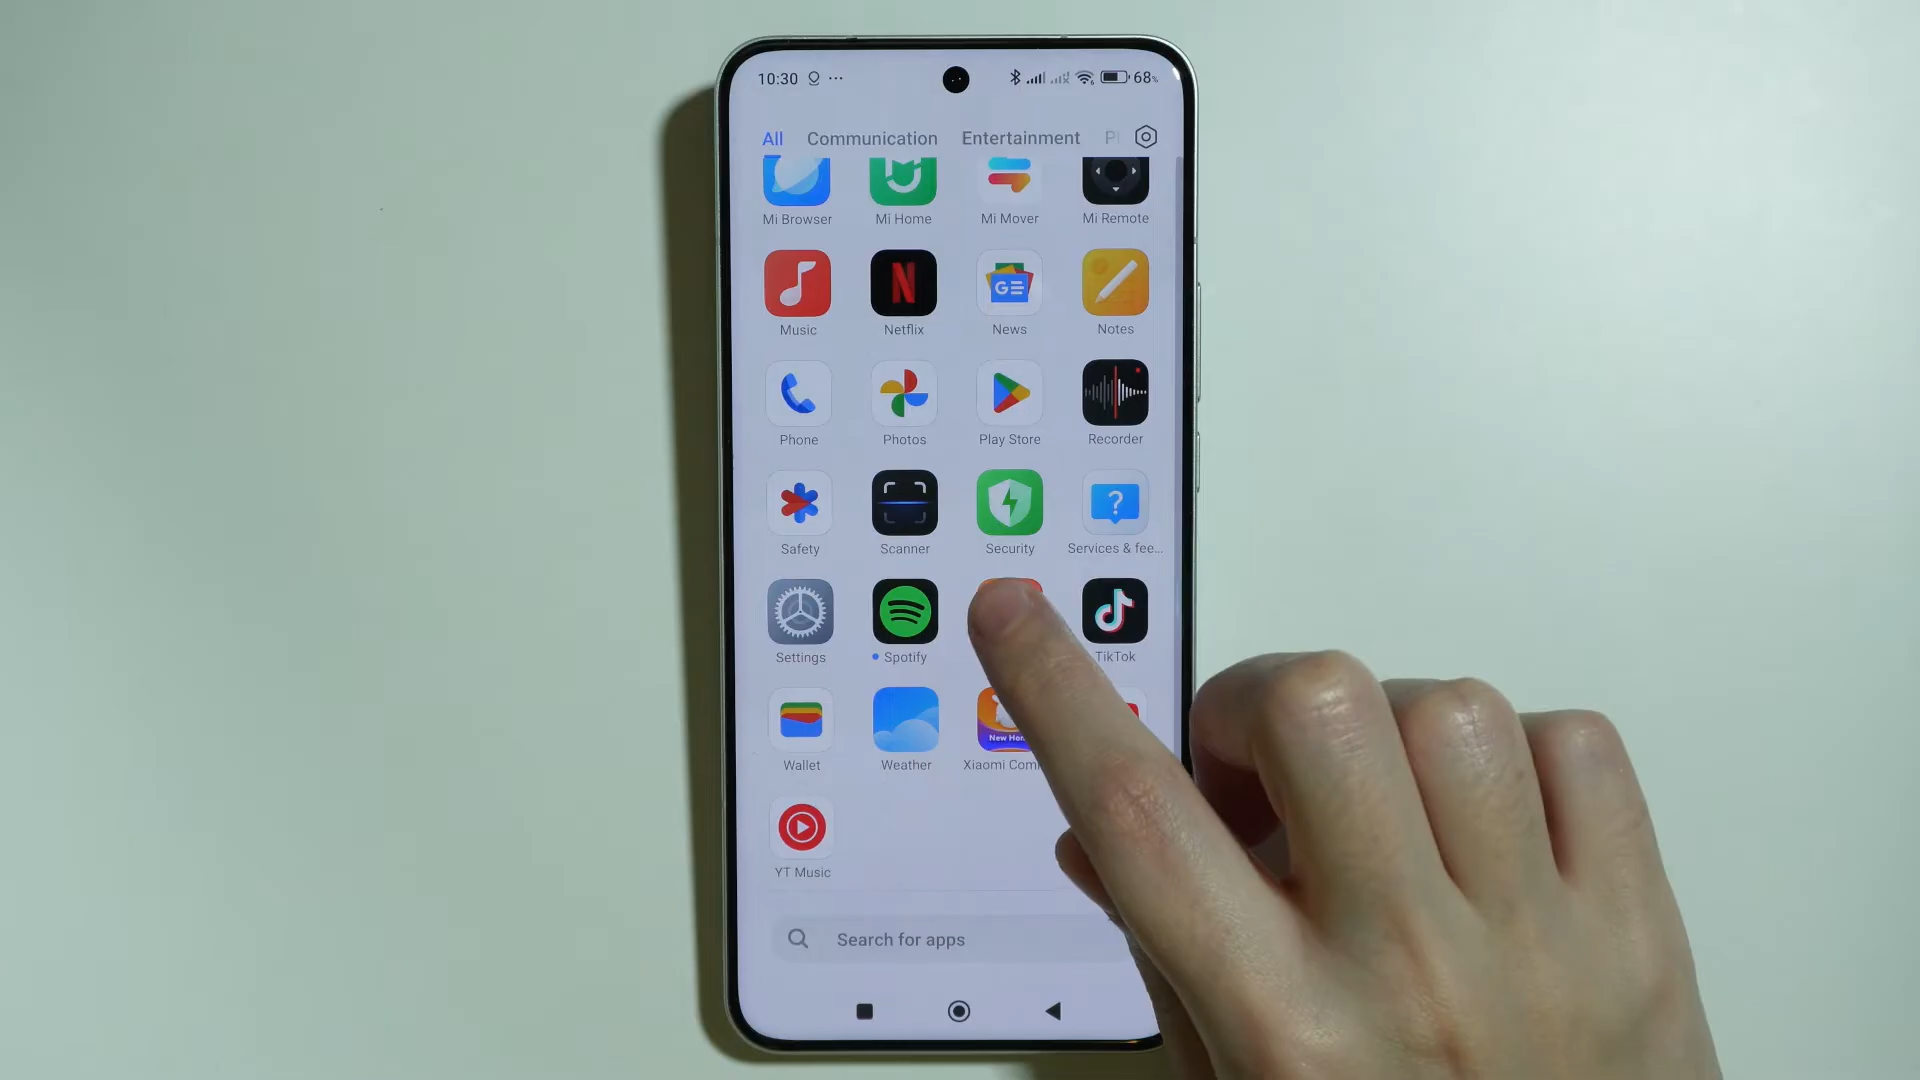 10:30 ··· 68%
All Communication Entertainment
Mi Browser Mi Home Mi Mover Mi Remote
N GE
Music Netflix News Notes
Phone Photos Play Store Recorder
?
Safety Scanner Security Services & fee...
Settings Spotify TikTok
New
Wallet Weather Xiaomi
YT Music
Search for apps